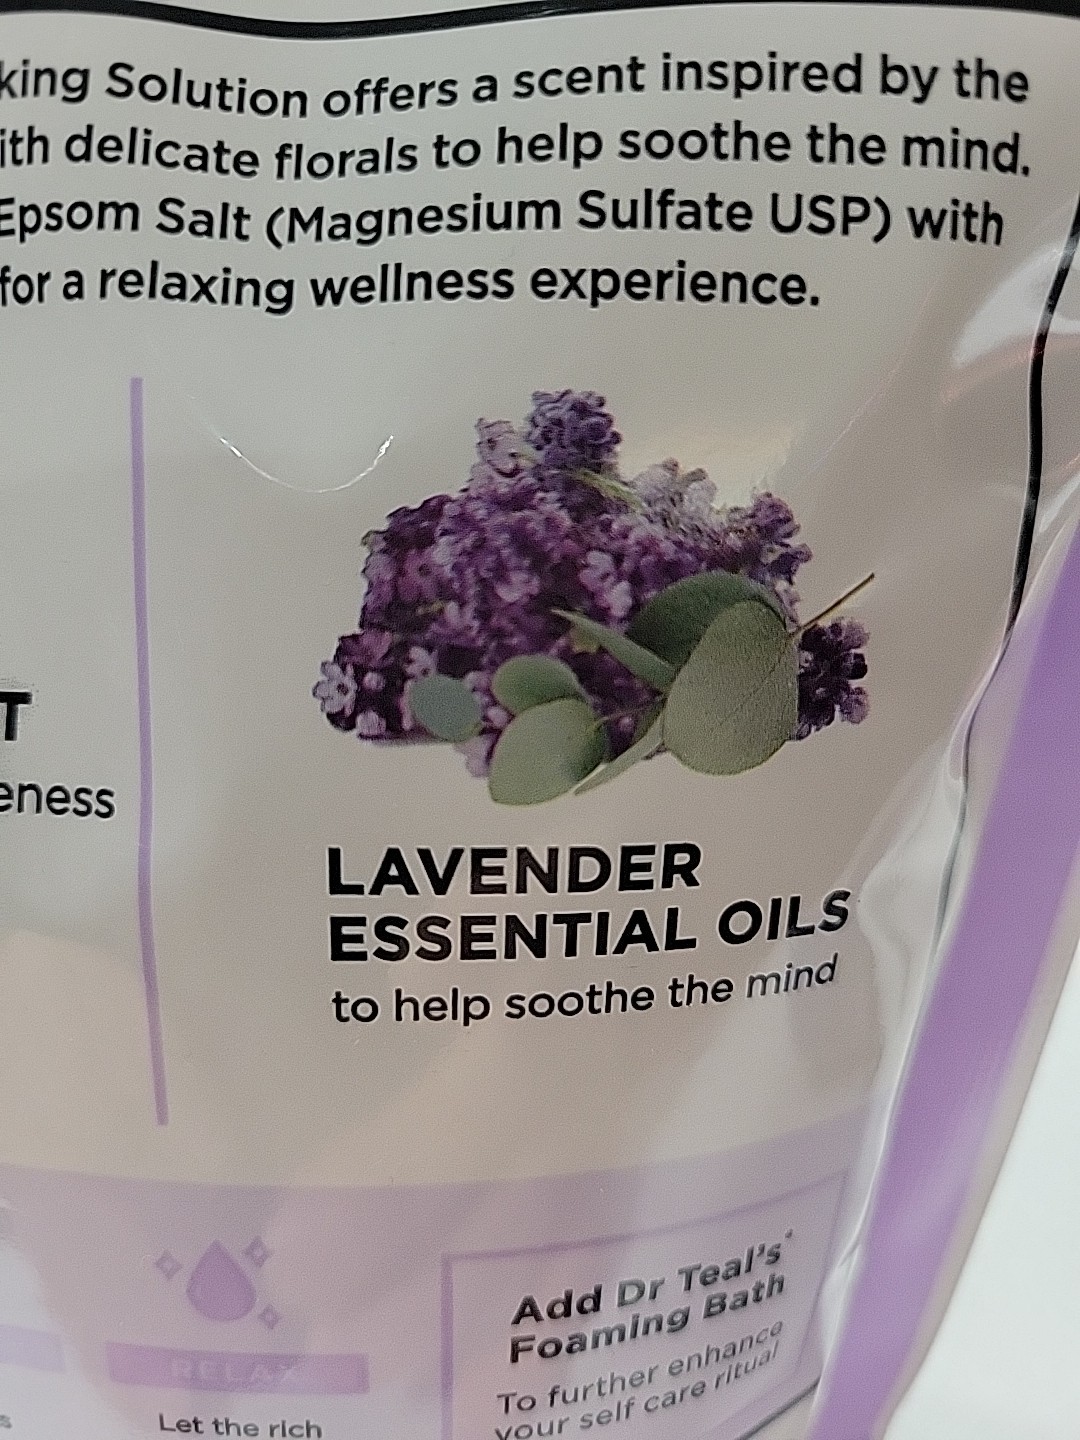 king Solution offers a scent inspired by the
ith delicate florals to help soothe the mind.
Epsom Salt (Magnesium Sulfate USP) with
for a relaxing wellness experience.
T
eness
LAVENDER
ESSENTIAL OILS
to help soothe the mind
RELAX
Let the rich
s
Add Dr Teal's®
Foaming Bath
To further enhance
your self care ritual